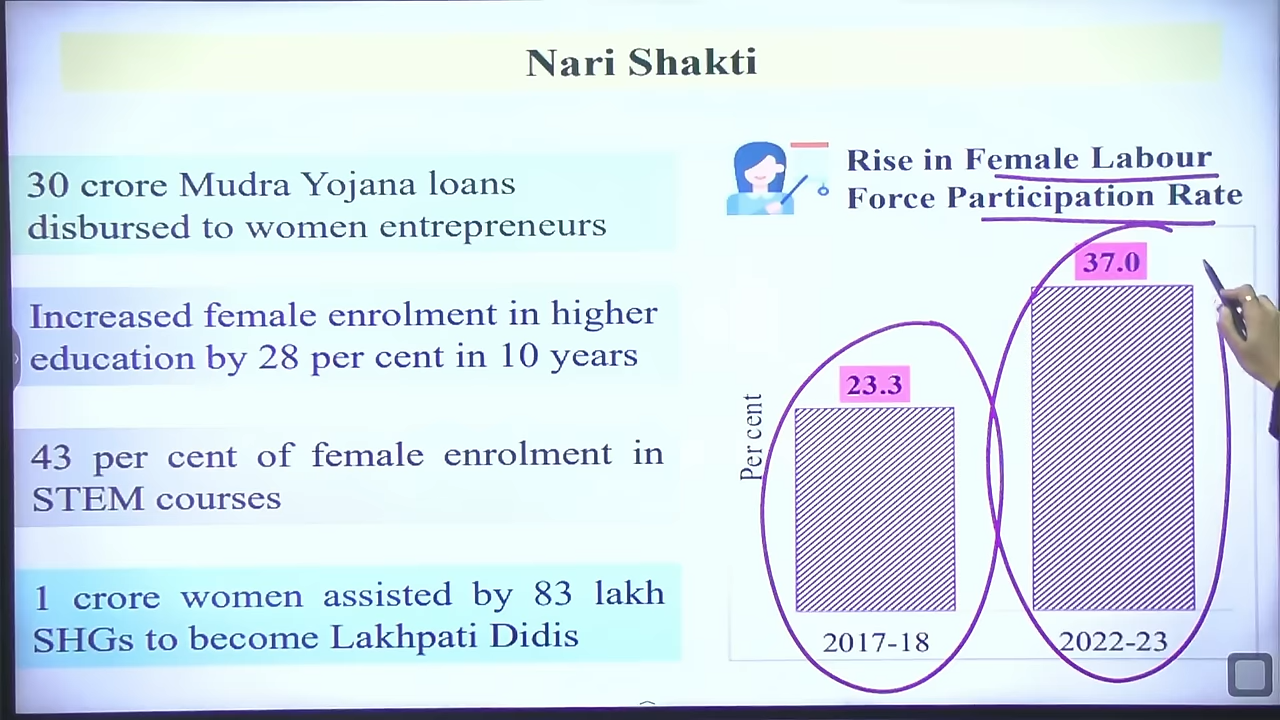 Nari Shakti
30 crore Mudra Yojana loans
disbursed to women entrepreneurs
Increased female enrolment in higher
education by 28 per cent in 10 years
43 per cent of female enrolment in
STEM courses
1 crore women assisted by 83 lakh
SHGs to become Lakhpati Didis
Rise in Female Labour
Force Participation Rate
37.0
23.3
Per cent
2017-18
2022-23